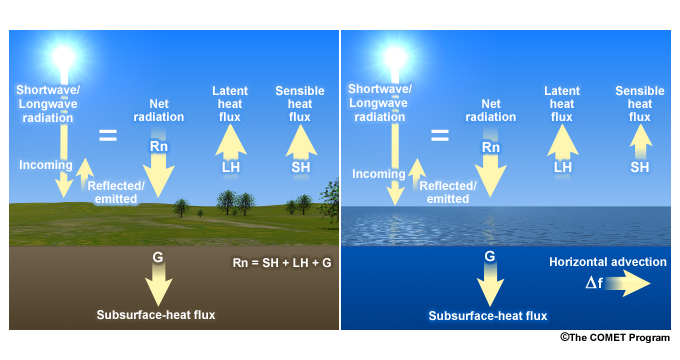 Shortwave/
Longwave
radiation
=
Net
radiation
Rn
Latent
heat
flux
LH
Sensible
heat
flux
SH
Incoming
Reflected/
emitted
G
Rn = SH + LH + G
Subsurface-heat flux
Shortwave/
Longwave
radiation
=
Net
radiation
Rn
Latent
heat
flux
LH
Sensible
heat
flux
SH
Incoming
Reflected/
emitted
G
Horizontal advection
Δf
Subsurface-heat flux
©The COMET Program